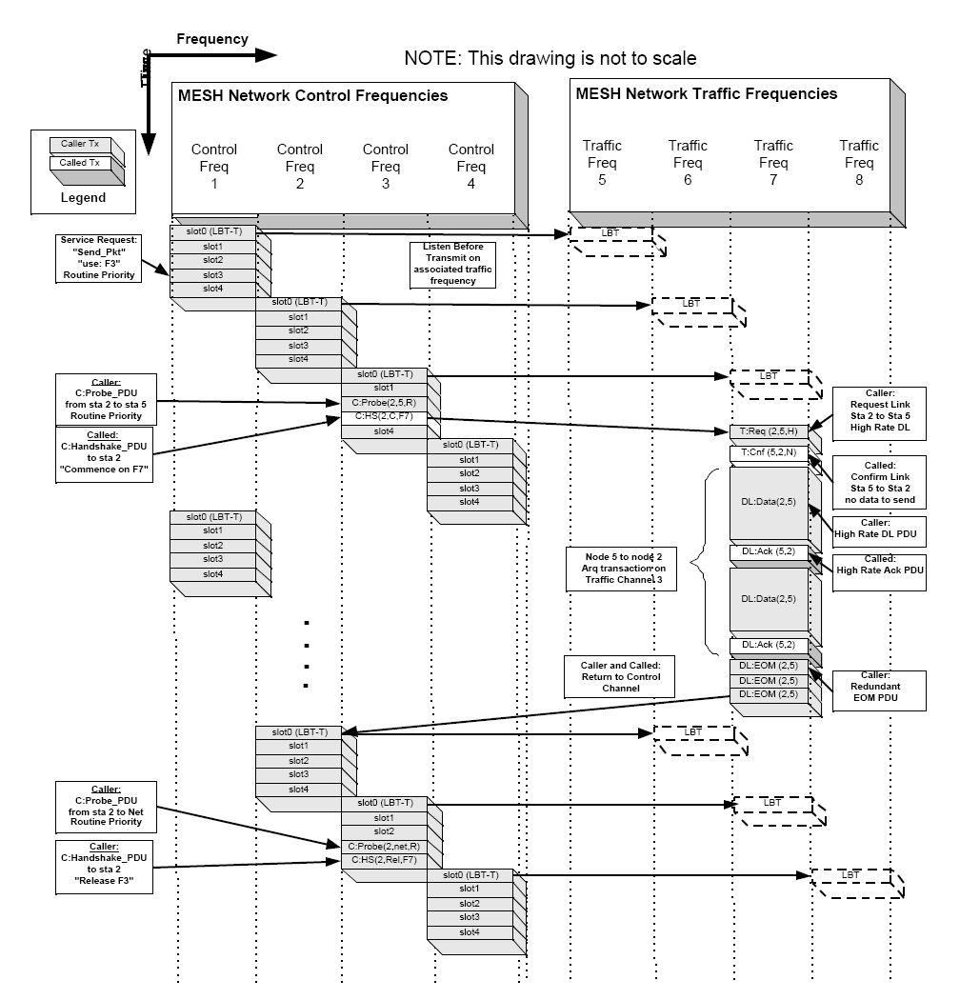 Frequency
Time
NOTE: This drawing is not to scale
MESH Network Control Frequencies
MESH Network Traffic Frequencies
Control
Freq
1
Control
Freq
2
Control
Freq
3
Control
Freq
4
Traffic
Freq
5
Traffic
Freq
6
Traffic
Freq
7
Traffic
Freq
8
Caller Tx
Called Tx
Legend
Service Request:
"Send_Pkt"
"use: F3"
Routine Priority
slot0 (LBT-T)
slot1
slot2
slot3
slot4
Listen Before
Transmit on
associated traffic
frequency
LBT
slot0 (LBT-T)
slot1
slot2
slot3
slot4
LBT
Caller:
C:Probe_PDU
from sta 2 to sta 5
Routine Priority
Called:
C:Handshake_PDU
to sta 2
"Commence on F7"
slot0 (LBT-T)
slot1
C:Probe(2,5,R)
C:HS(2,C,F7)
slot4
LBT
Caller:
Request Link
Sta 2 to Sta 5
High Rate DL
T:Req (2,5,H)
T:Cnf (5,2,N)
Called:
Confirm Link
Sta 5 to Sta 2
no data to send
slot0 (LBT-T)
slot1
slot2
slot3
slot4
DL:Data(2,5)
Caller:
High Rate DL PDU
slot0 (LBT-T)
slot1
slot2
slot3
slot4
Node 5 to node 2
Arq transaction on
Traffic Channel 3
DL:Ack (5,2)
Called:
High Rate Ack PDU
DL:Data(2,5)
DL:Ack (5,2)
Caller and Called:
Return to Control
Channel
DL:EOM (2,5)
DL:EOM (2,5)
DL:EOM (2,5)
Caller:
Redundant
EOM PDU
slot0 (LBT-T)
slot1
slot2
slot3
slot4
LBT
Caller:
C:Probe_PDU
from sta 2 to Net
Routine Priority
Caller:
C:Handshake_PDU
to sta 2
"Release F3"
slot0 (LBT-T)
slot1
slot2
C:Probe(2,net,R)
C:HS(2,Rel,F7)
LBT
slot0 (LBT-T)
slot1
slot2
slot3
slot4
LBT